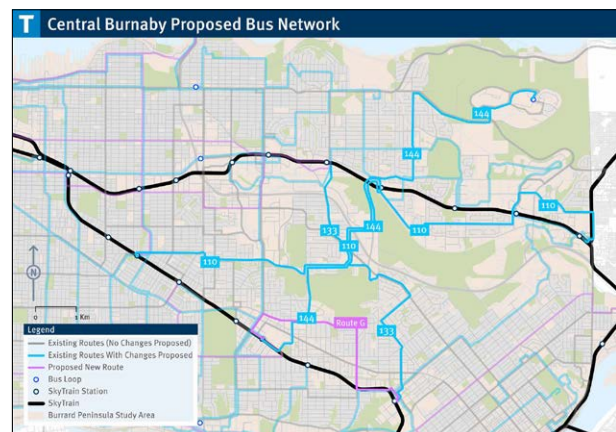 T Central Burnaby Proposed Bus Network
144
144
110
133
144
110
110
110
144
Route G
133
N
0 1 Km
Legend
Existing Routes (No Changes Proposed)
Existing Routes With Changes Proposed
Proposed New Route
Bus Loop
SkyTrain Station
SkyTrain
Burrard Peninsula Study Area